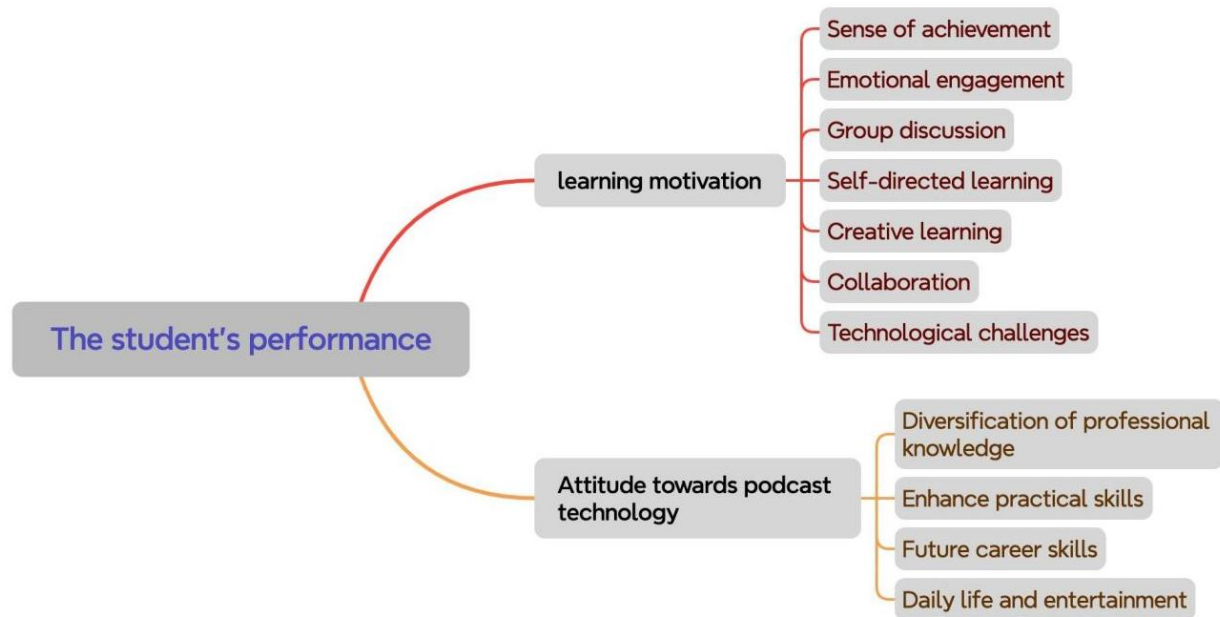 The student's performance
learning motivation
Sense of achievement
Emotional engagement
Group discussion
Self-directed learning
Creative learning
Collaboration
Technological challenges
Attitude towards podcast
technology
Diversification of professional
knowledge
Enhance practical skills
Future career skills
Daily life and entertainment